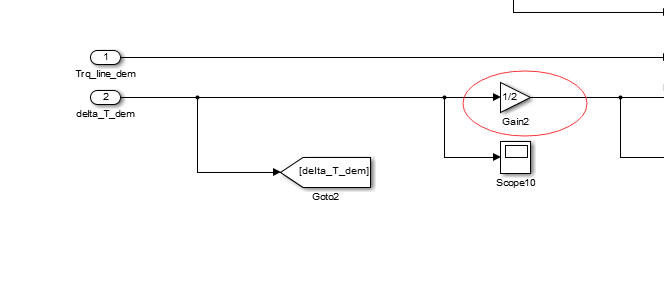 1
Trq_line_dem
2
delta_T_dem
1/2
Gain2
[delta_T_dem]
Goto2
Scope10